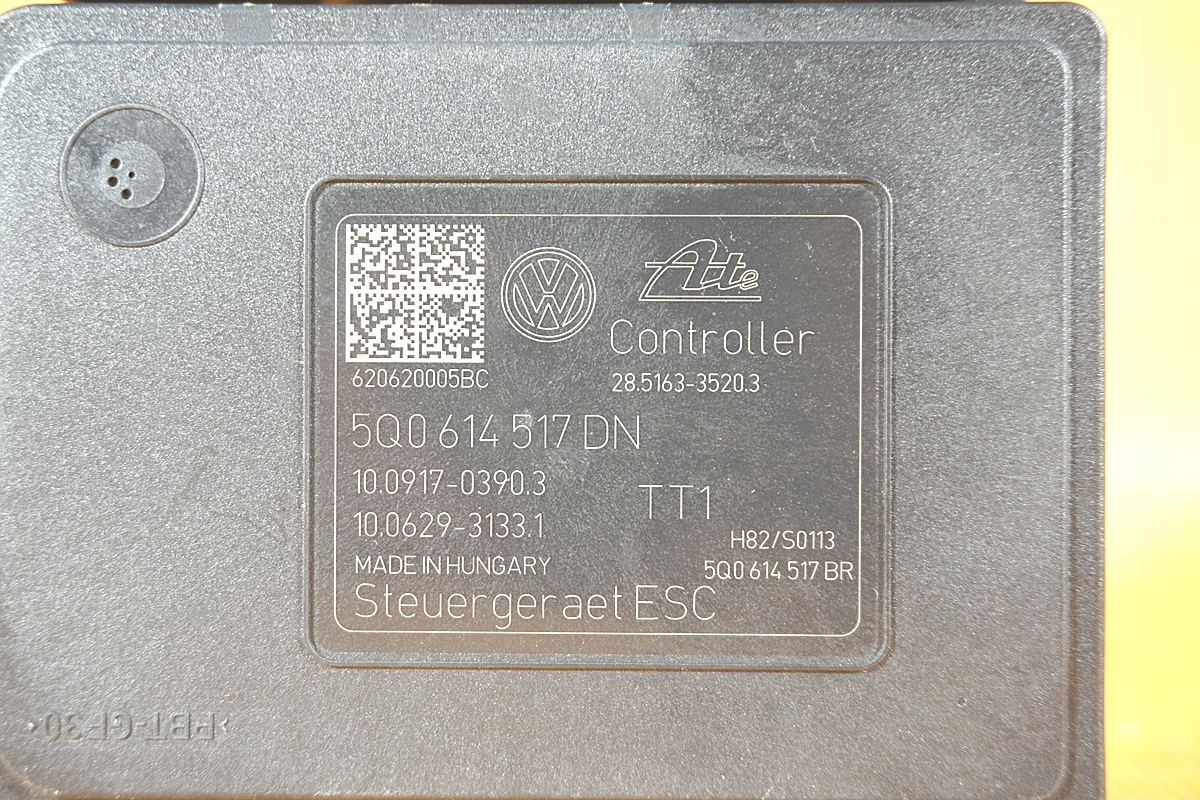 Ate
Controller
620620005BC
28.5163-3520.3
5Q0 614 517 DN
10.0917-0390.3
TT1
10.0629-3133.1
H82/S0113
MADE IN HUNGARY
5Q0 614 517 BR
Steuergeraet ESC
>PBT-GF30<